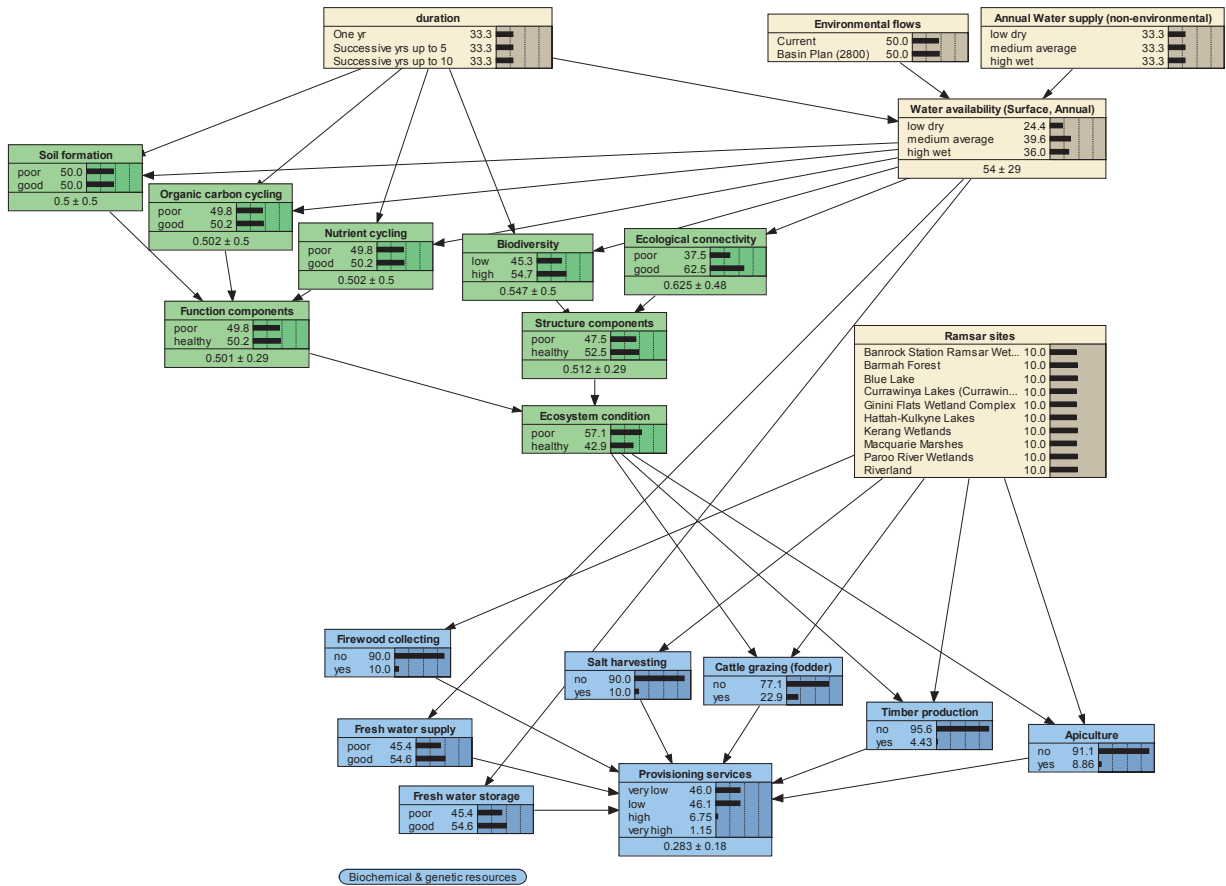 duration
One yr 33.3
Successive yrs up to 5 33.3
Successive yrs up to 10 33.3
Environmental flows
Current 50.0
Basin Plan (2800) 50.0
Annual Water supply (non-environmental)
low dry 33.3
medium average 33.3
high wet 33.3
Water availability (Surface, Annual)
low dry 24.4
medium average 39.6
high wet 36.0
54 ± 29
Soil formation
poor 50.0
good 50.0
0.5 ± 0.5
Organic carbon cycling
poor 49.8
good 50.2
0.502 ± 0.5
Nutrient cycling
poor 49.8
good 50.2
0.502 ± 0.5
Biodiversity
low 45.3
high 54.7
0.547 ± 0.5
Ecological connectivity
poor 37.5
good 62.5
0.625 ± 0.48
Function components
poor 49.8
healthy 50.2
0.501 ± 0.29
Structure components
poor 47.5
healthy 52.5
0.512 ± 0.29
Ramsar sites
Banrock Station Ramsar Wet... 10.0
Barmah Forest 10.0
Blue Lake 10.0
Currawinya Lakes (Currawin... 10.0
Ginini Flats Wetland Complex 10.0
Hattah-Kulkyne Lakes 10.0
Kerang Wetlands 10.0
Macquarie Marshes 10.0
Paroo River Wetlands 10.0
Riverland 10.0
Ecosystem condition
poor 57.1
healthy 42.9
Firewood collecting
no 90.0
yes 10.0
Salt harvesting
no 90.0
yes 10.0
Cattle grazing (fodder)
no 77.1
yes 22.9
Timber production
no 95.6
yes 4.43
Apiculture
no 91.1
yes 8.86
Fresh water supply
poor 45.4
good 54.6
Fresh water storage
poor 45.4
good 54.6
Provisioning services
very low 46.0
low 46.1
high 6.75
very high 1.15
0.283 ± 0.18
Biochemical & genetic resources